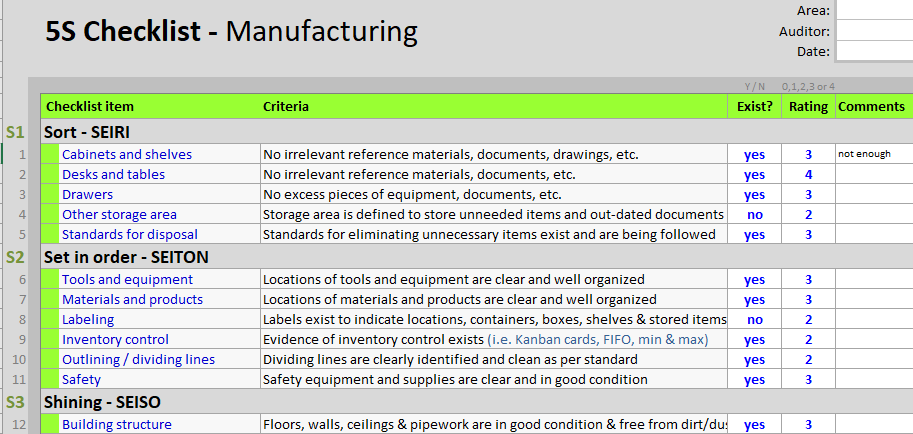 5S Checklist - Manufacturing
Area:
Auditor:
Date:
Y / N 0,1,2,3 or 4
Checklist item Criteria Exist? Rating Comments
S1 Sort - SEIRI
1 Cabinets and shelves No irrelevant reference materials, documents, drawings, etc. yes 3 not enough
2 Desks and tables No irrelevant reference materials, documents, etc. yes 4
3 Drawers No excess pieces of equipment, documents, etc. yes 3
4 Other storage area Storage area is defined to store unneeded items and out-dated documents no 2
5 Standards for disposal Standards for eliminating unnecessary items exist and are being followed yes 3
S2 Set in order - SEITON
6 Tools and equipment Locations of tools and equipment are clear and well organized yes 3
7 Materials and products Locations of materials and products are clear and well organized yes 3
8 Labeling Labels exist to indicate locations, containers, boxes, shelves & stored items no 2
9 Inventory control Evidence of inventory control exists (i.e. Kanban cards, FIFO, min & max) yes 2
10 Outlining / dividing lines Dividing lines are clearly identified and clean as per standard yes 2
11 Safety Safety equipment and supplies are clear and in good condition yes 3
S3 Shining - SEISO
12 Building structure Floors, walls, ceilings & pipework are in good condition & free from dirt/dus yes 3